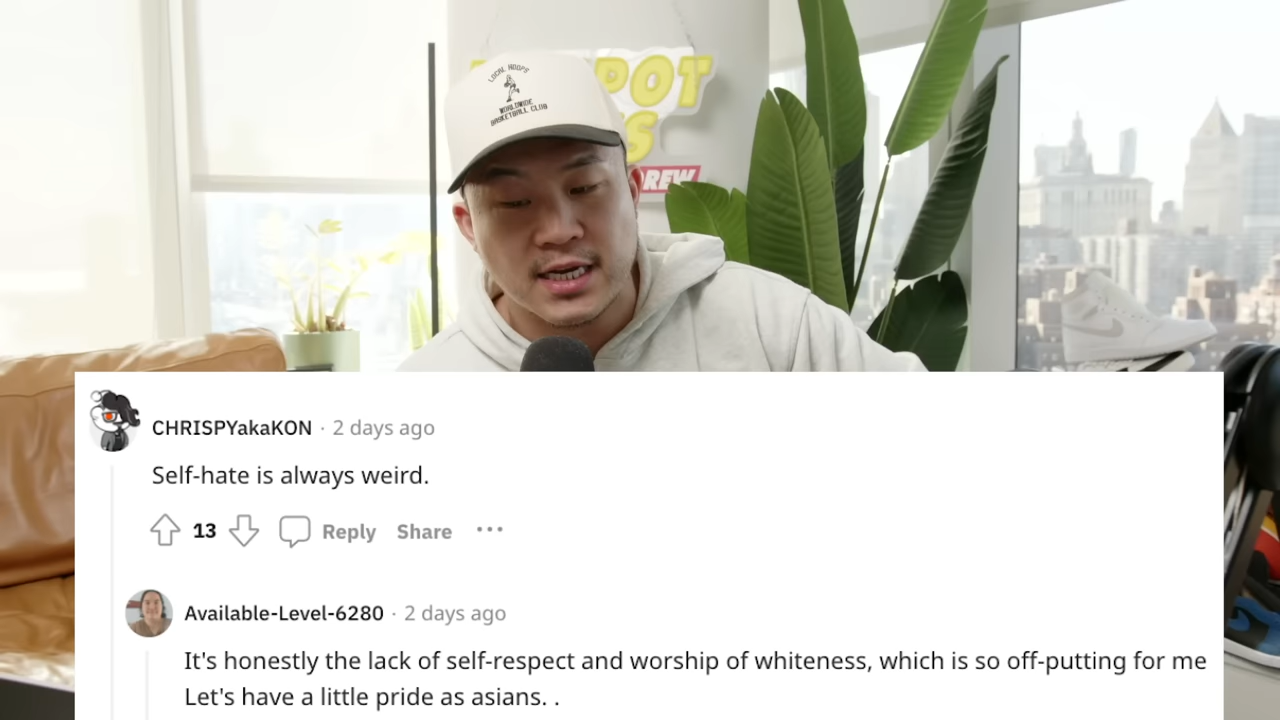 LOCAL HOOPS
WORLDWIDE
BASKETBALL CLUB
POT
S
DREW
CHRISPYakaKON · 2 days ago
Self-hate is always weird.
13 Reply Share ···
Available-Level-6280 · 2 days ago
It's honestly the lack of self-respect and worship of whiteness, which is so off-putting for me
Let's have a little pride as asians. .